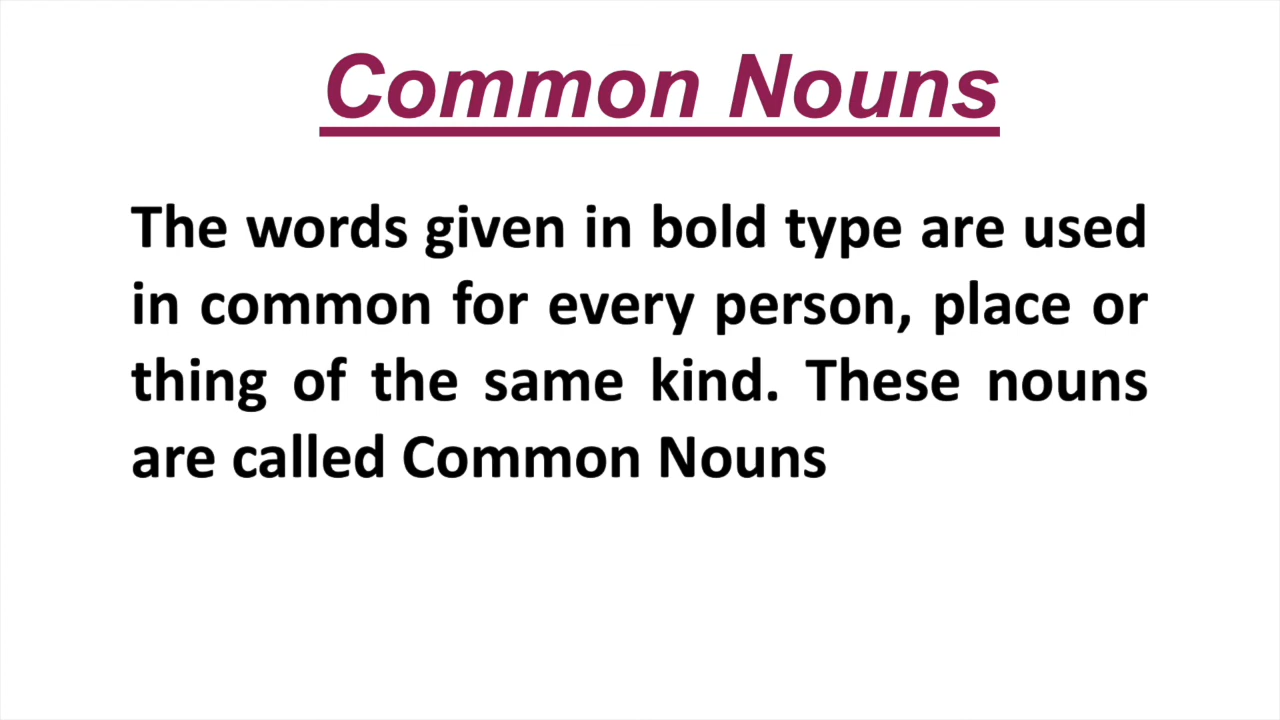 Common Nouns
The words given in bold type are used
in common for every person, place or
thing of the same kind. These nouns
are called Common Nouns